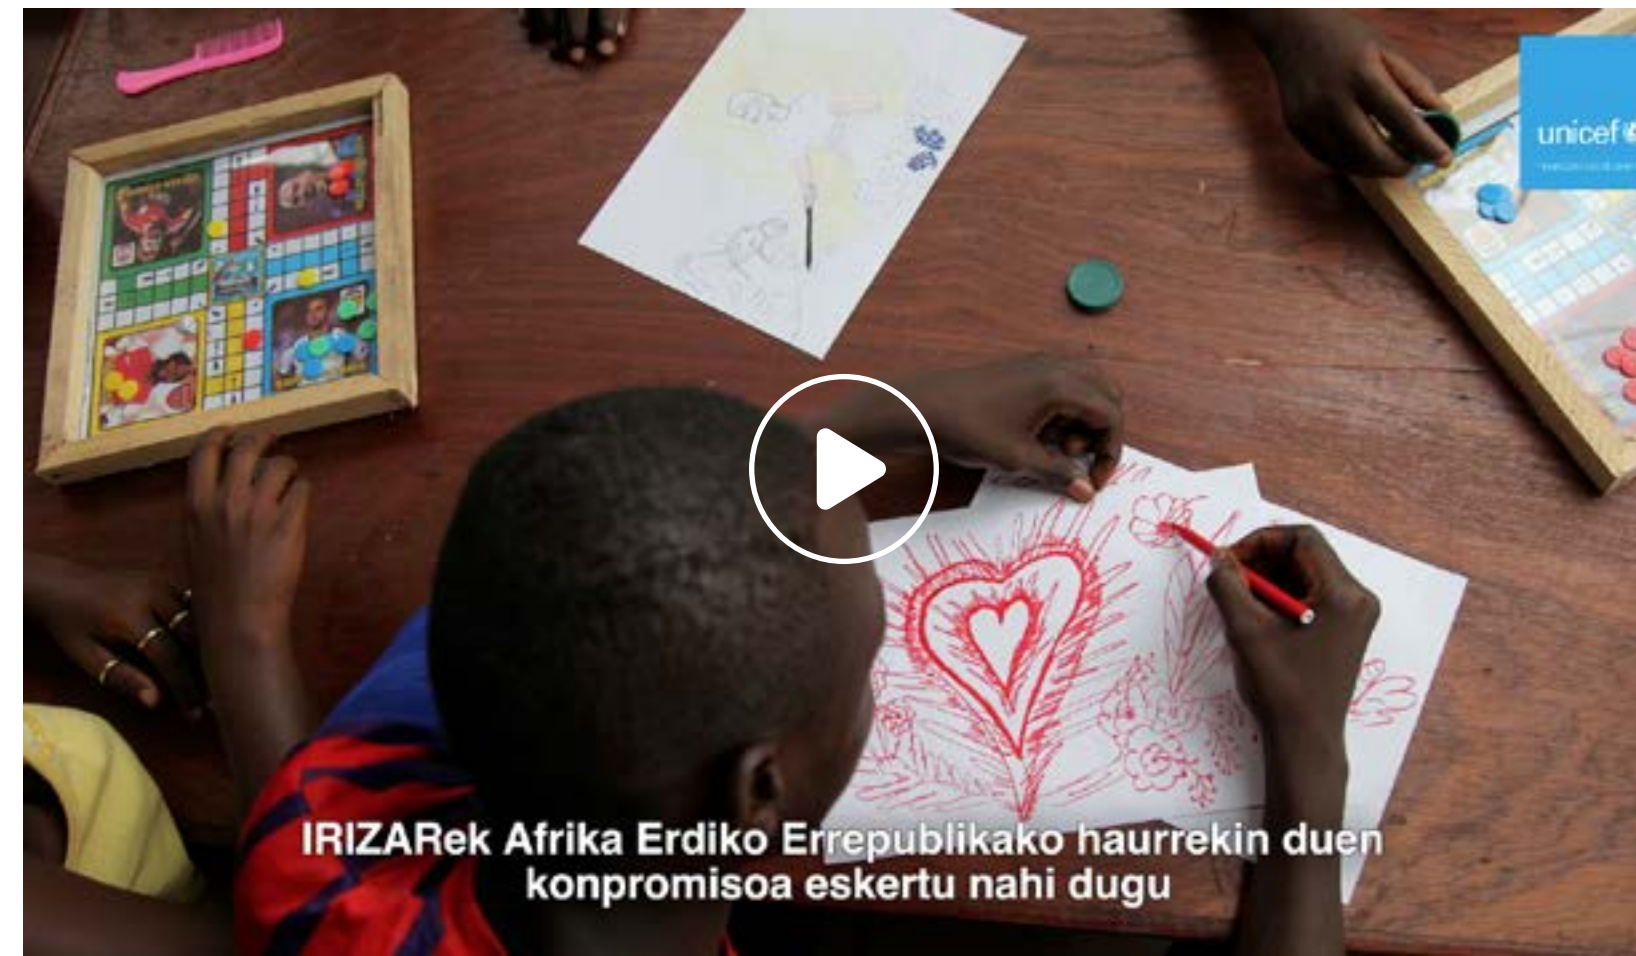 unicef
IRIZARek Afrika Erdiko Errepublikako haurrekin duen
konpromisoa eskertu nahi dugu